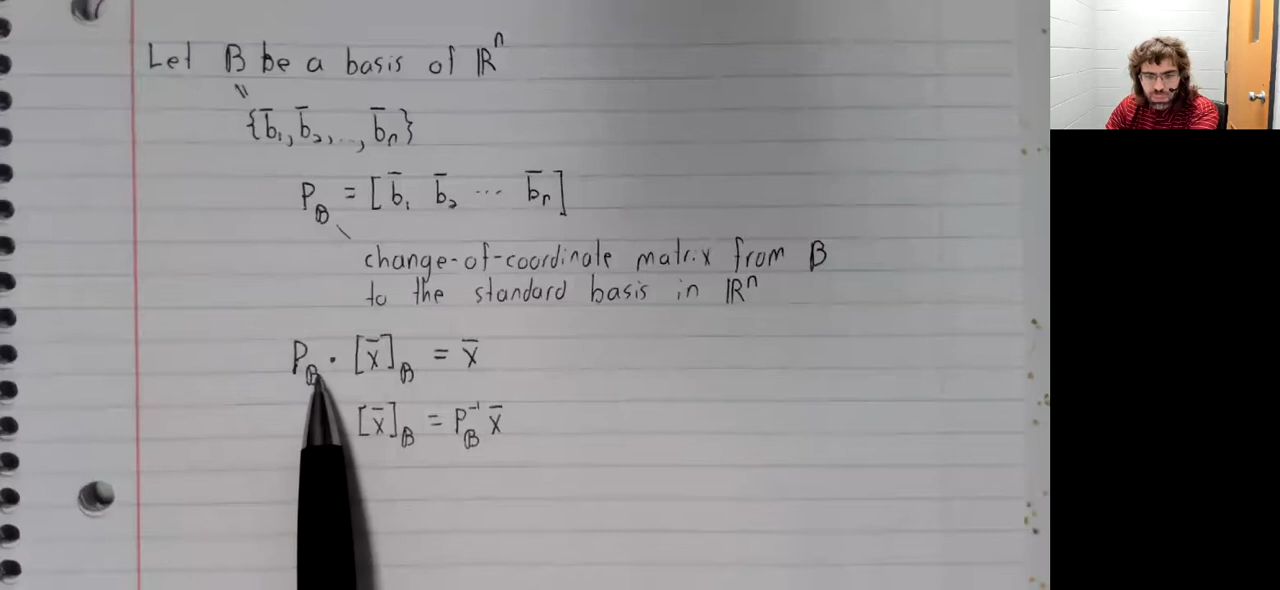 Let B be a basis of ℝⁿ
=
{b̄₁, b̄₂, ..., b̄ₙ}
P_B = [b̄₁ b̄₂ ⋯ b̄ₙ]
change-of-coordinate matrix from B
to the standard basis in ℝⁿ
P_B · [x̄]_B = x̄
[x̄]_B = P_B⁻¹ x̄